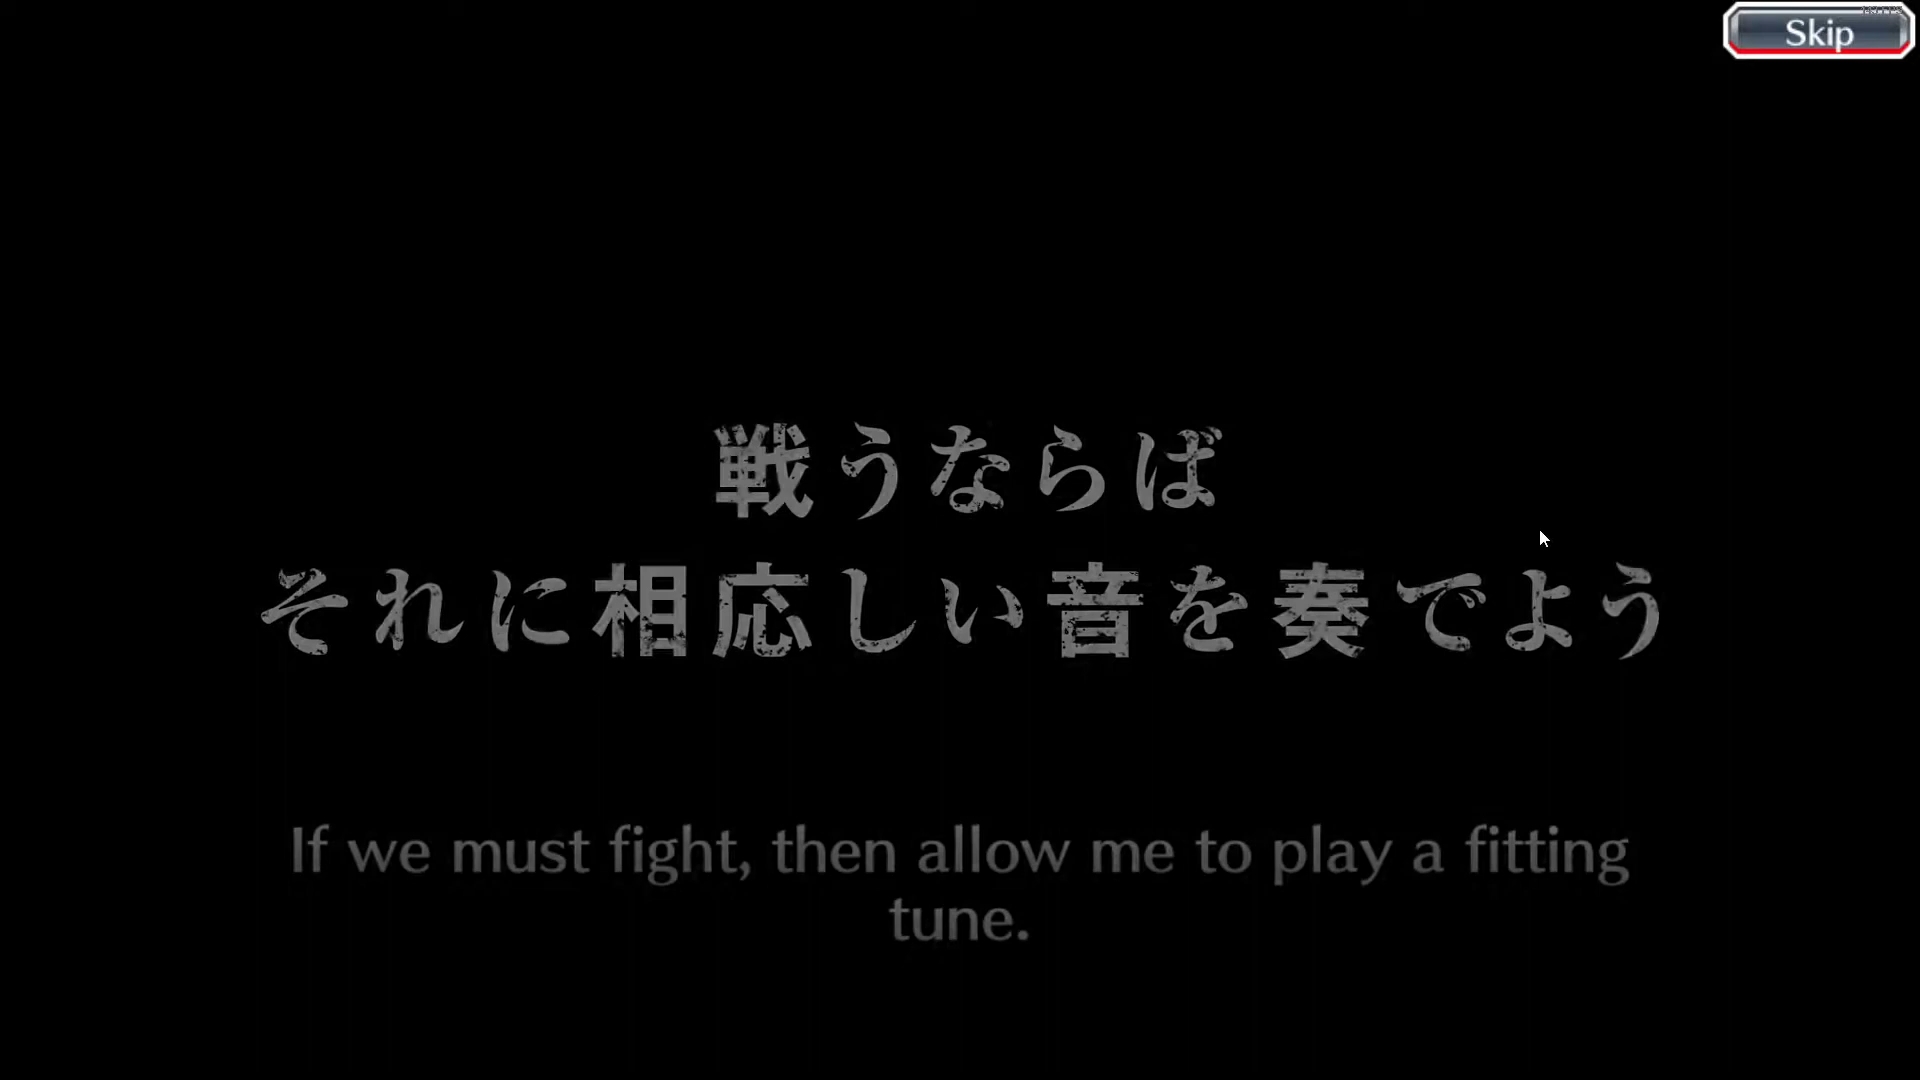 Skip
戦うならば
それに相応しい音を奏でよう
If we must fight, then allow me to play a fitting
tune.